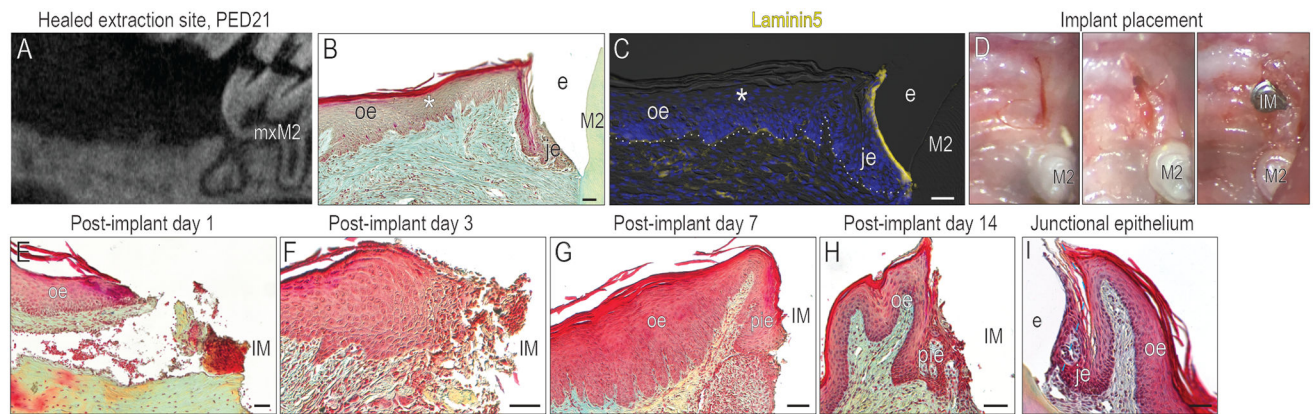 Healed extraction site, PED21
Laminin5
Implant placement
A
mxM2
B
oe
*
e
M2
je
C
oe
*
e
M2
je
D
M2
M2
IM
M2
Post-implant day 1
Post-implant day 3
Post-implant day 7
Post-implant day 14
Junctional epithelium
E
oe
IM
F
IM
G
oe
pie
IM
H
oe
pie
IM
I
e
je
oe